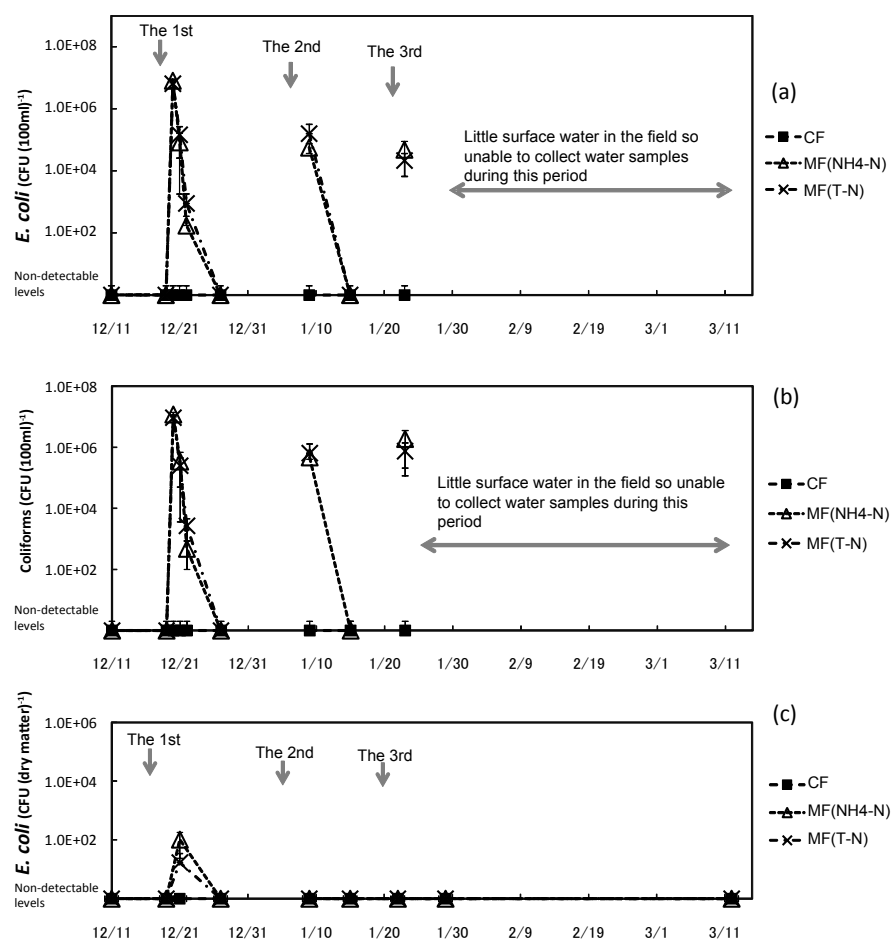 The 1st
The 2nd
The 3rd
(a)
E. coli (CFU (100ml)-1)
1.0E+08
1.0E+06
1.0E+04
1.0E+02
Non-detectable
levels
Little surface water in the field so
unable to collect water samples
during this period
CF
MF(NH4-N)
MF(T-N)
12/11 12/21 12/31 1/10 1/20 1/30 2/9 2/19 3/1 3/11
(b)
Coliforms (CFU (100ml)-1)
1.0E+08
1.0E+06
1.0E+04
1.0E+02
Non-detectable
levels
Little surface water in the field so unable
to collect water samples during this
period
CF
MF(NH4-N)
MF(T-N)
12/11 12/21 12/31 1/10 1/20 1/30 2/9 2/19 3/1 3/11
(c)
E. coli (CFU (dry matter)-1)
1.0E+06
1.0E+04
1.0E+02
Non-detectable
levels
The 1st
The 2nd
The 3rd
CF
MF(NH4-N)
MF(T-N)
12/11 12/21 12/31 1/10 1/20 1/30 2/9 2/19 3/1 3/11